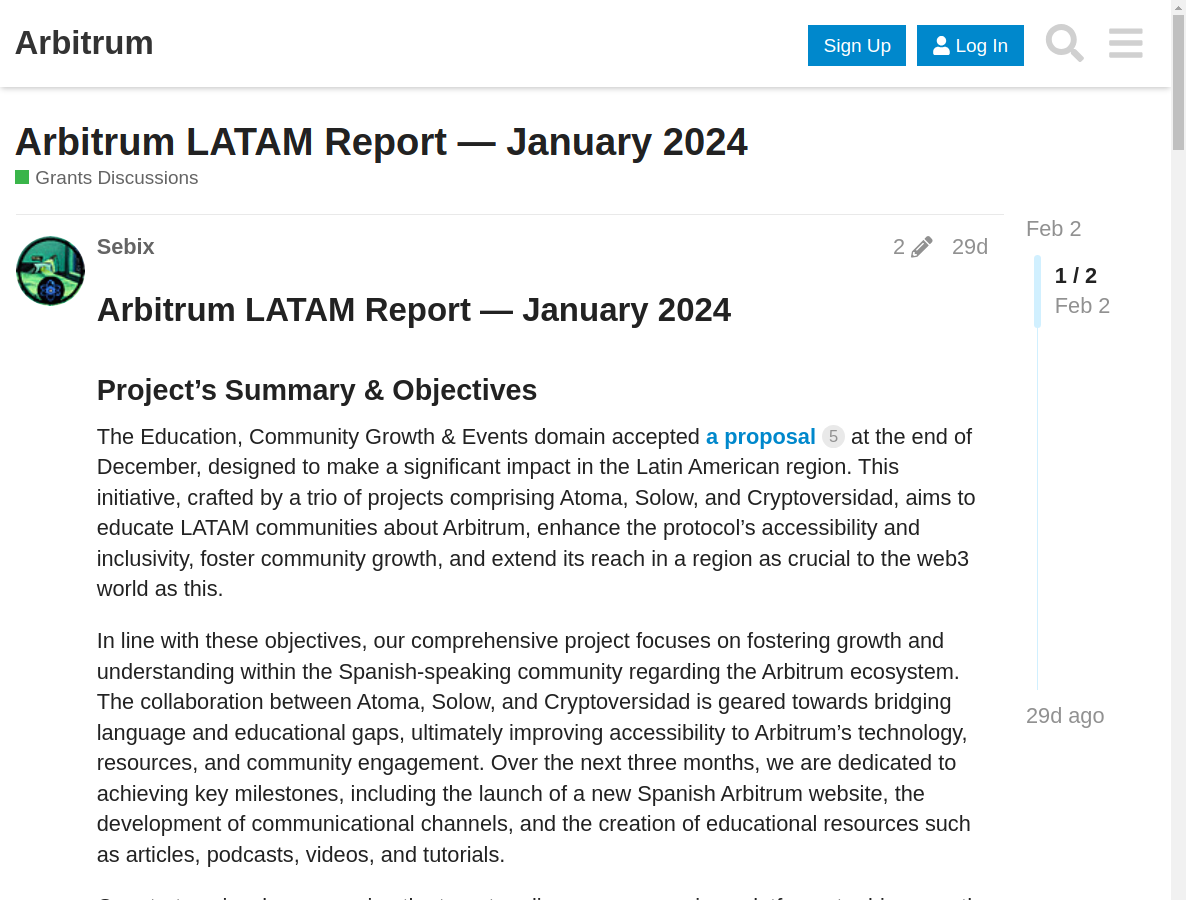 Arbitrum
Sign Up
Log In
Arbitrum LATAM Report — January 2024
Grants Discussions
Sebix
2
29d
Feb 2
1 / 2
Feb 2
Arbitrum LATAM Report — January 2024
Project’s Summary & Objectives
The Education, Community Growth & Events domain accepted a proposal 5 at the end of
December, designed to make a significant impact in the Latin American region. This
initiative, crafted by a trio of projects comprising Atoma, Solow, and Cryptoversidad, aims to
educate LATAM communities about Arbitrum, enhance the protocol’s accessibility and
inclusivity, foster community growth, and extend its reach in a region as crucial to the web3
world as this.
In line with these objectives, our comprehensive project focuses on fostering growth and
understanding within the Spanish-speaking community regarding the Arbitrum ecosystem.
The collaboration between Atoma, Solow, and Cryptoversidad is geared towards bridging
language and educational gaps, ultimately improving accessibility to Arbitrum’s technology,
resources, and community engagement. Over the next three months, we are dedicated to
achieving key milestones, including the launch of a new Spanish Arbitrum website, the
development of communicational channels, and the creation of educational resources such
as articles, podcasts, videos, and tutorials.
29d ago